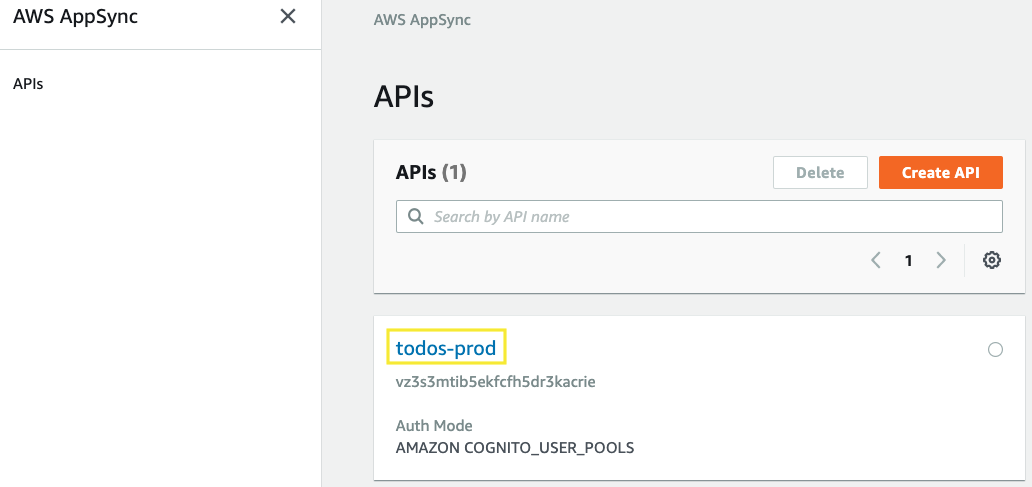 AWS AppSync
APIs
AWS AppSync
APIs
APIs (1)
Delete
Create API
Search by API name
1
todos-prod
vz3s3mtib5ekfcfh5dr3kacrie
Auth Mode
AMAZON COGNITO_USER_POOLS